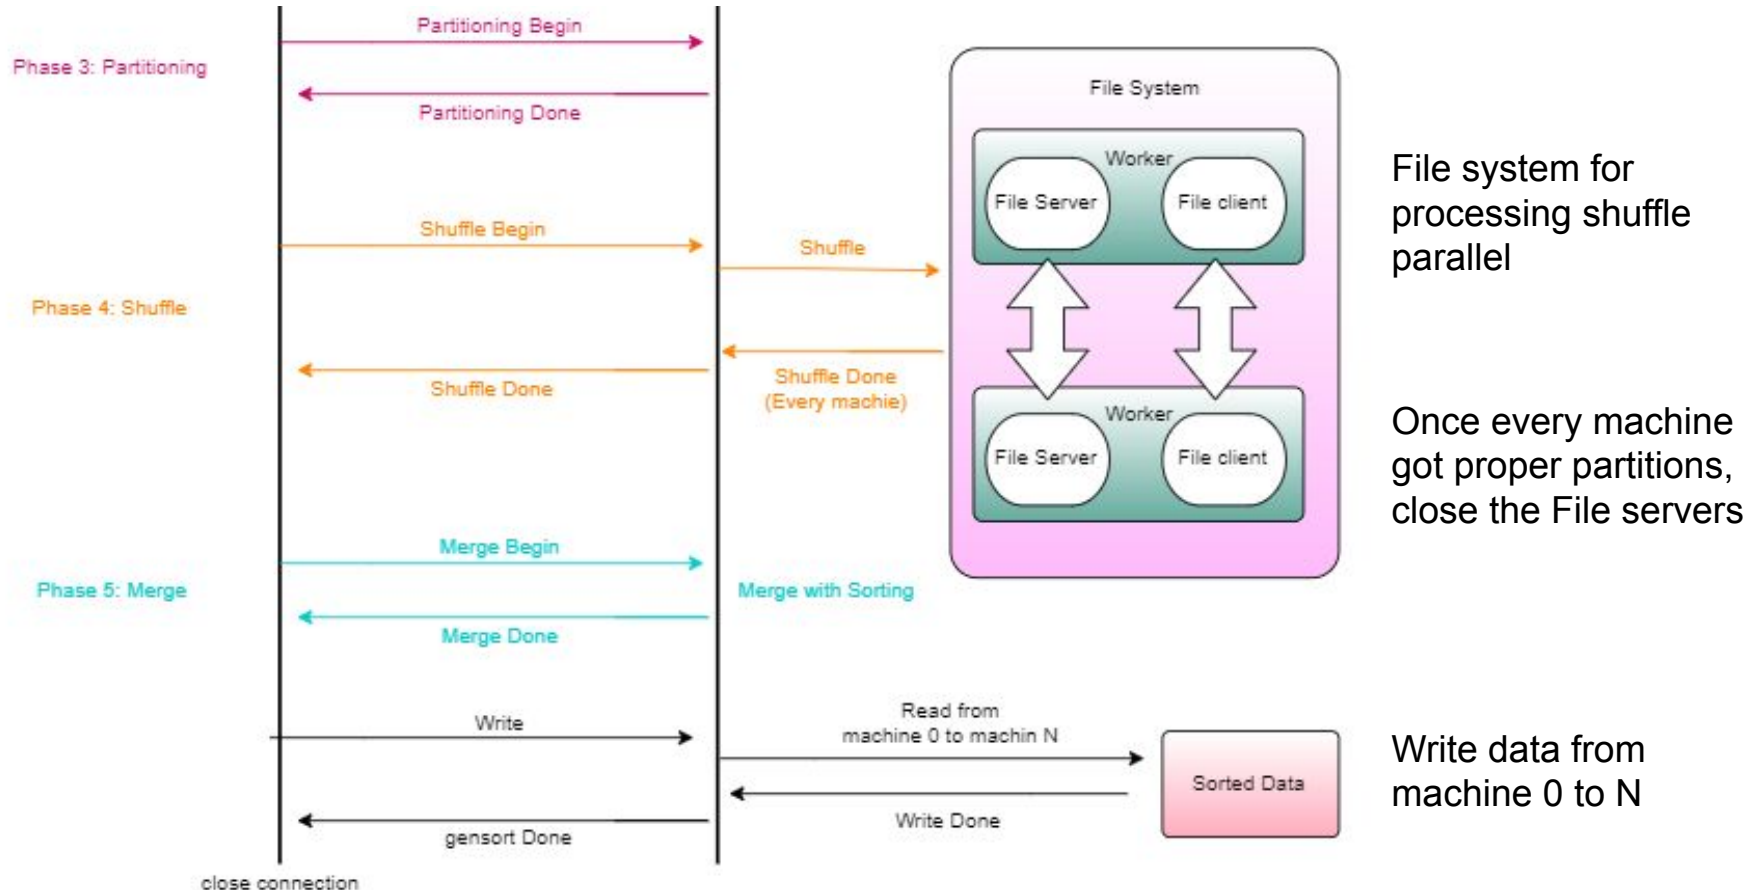 Partitioning Begin
Phase 3: Partitioning
Partitioning Done
File System
Worker
File Server
File client
File system for
processing shuffle
parallel
Shuffle Begin
Shuffle
Phase 4: Shuffle
Shuffle Done
Shuffle Done
(Every machie)
Worker
File Server
File client
Once every machine
got proper partitions,
close the File servers
Merge Begin
Phase 5: Merge
Merge with Sorting
Merge Done
Write
Read from
machine 0 to machin N
Sorted Data
Write data from
machine 0 to N
Write Done
gensort Done
close connection